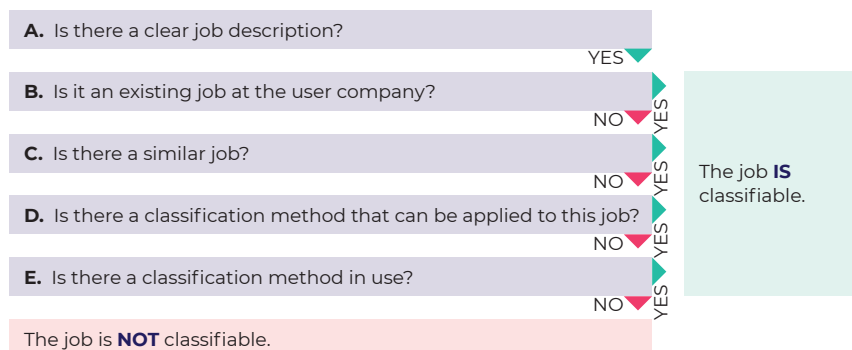 A. Is there a clear job description?
YES
B. Is it an existing job at the user company?
YES
NO
C. Is there a similar job?
YES
NO
D. Is there a classification method that can be applied to this job?
YES
NO
E. Is there a classification method in use?
YES
NO
The job is NOT classifiable.
The job IS
classifiable.